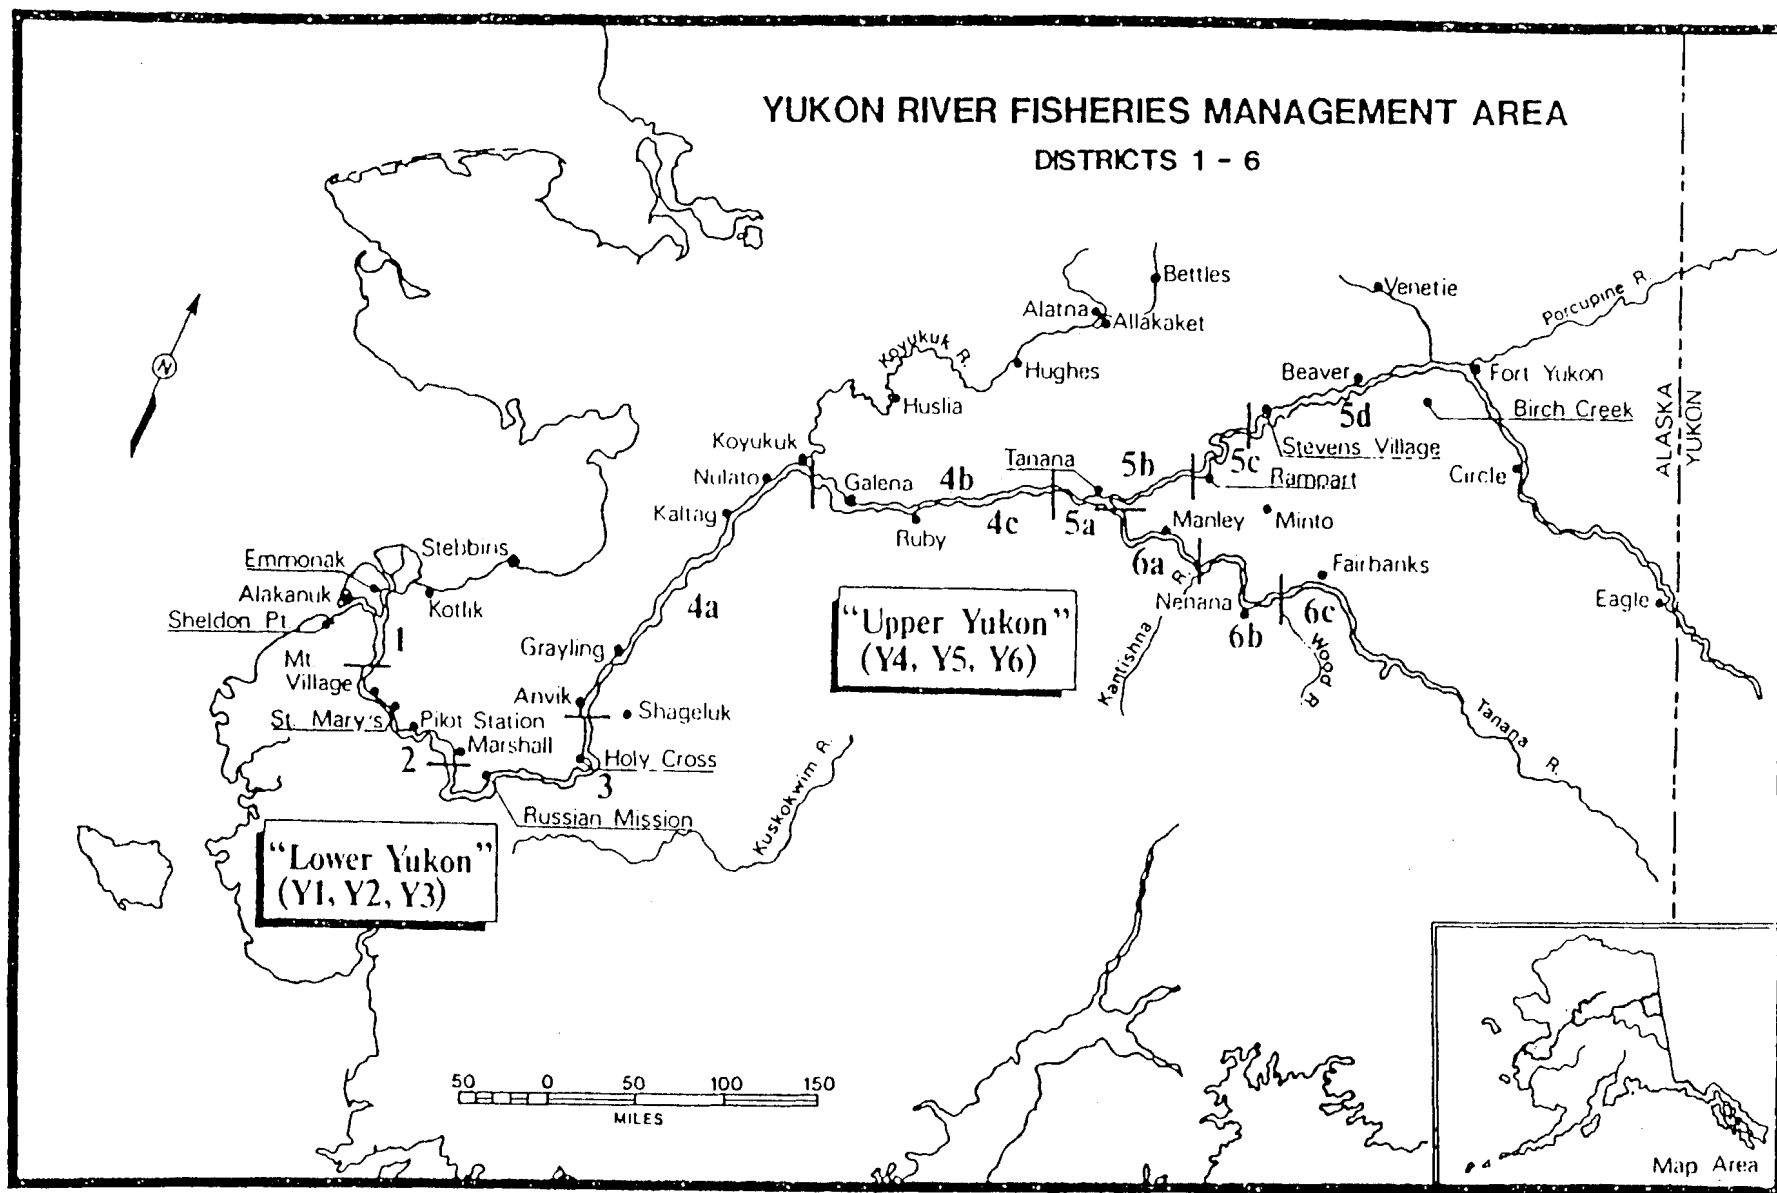 YUKON RIVER FISHERIES MANAGEMENT AREA
DISTRICTS 1 - 6
N
Bettles
Alatna
Allakaket
Venetie
Porcupine R.
Koyukuk R.
Hughes
Huslia
Beaver
Fort Yukon
5d
Birch Creek
ALASKA
YUKON
Koyukuk
Nulato
Galena
4b
Tanana
5b
5c
Stevens Village
Rampart
Circle
Kaltag
Ruby
4c
5a
Manley
Minto
Emmonak
Stebbins
6a
Fairbanks
Alakanuk
Kotlik
R.
Nenana
6c
Eagle
Sheldon Pt.
1
4a
"Upper Yukon"
(Y4, Y5, Y6)
6b
Kantishna
Wood R.
Grayling
Mt.
Village
Anvik
Shageluk
St. Mary's
Pilot Station
Marshall
2
Holy Cross
3
Tanana R.
Russian Mission
Kuskokwim R.
"Lower Yukon"
(Y1, Y2, Y3)
50 0 50 100 150
MILES
Map Area